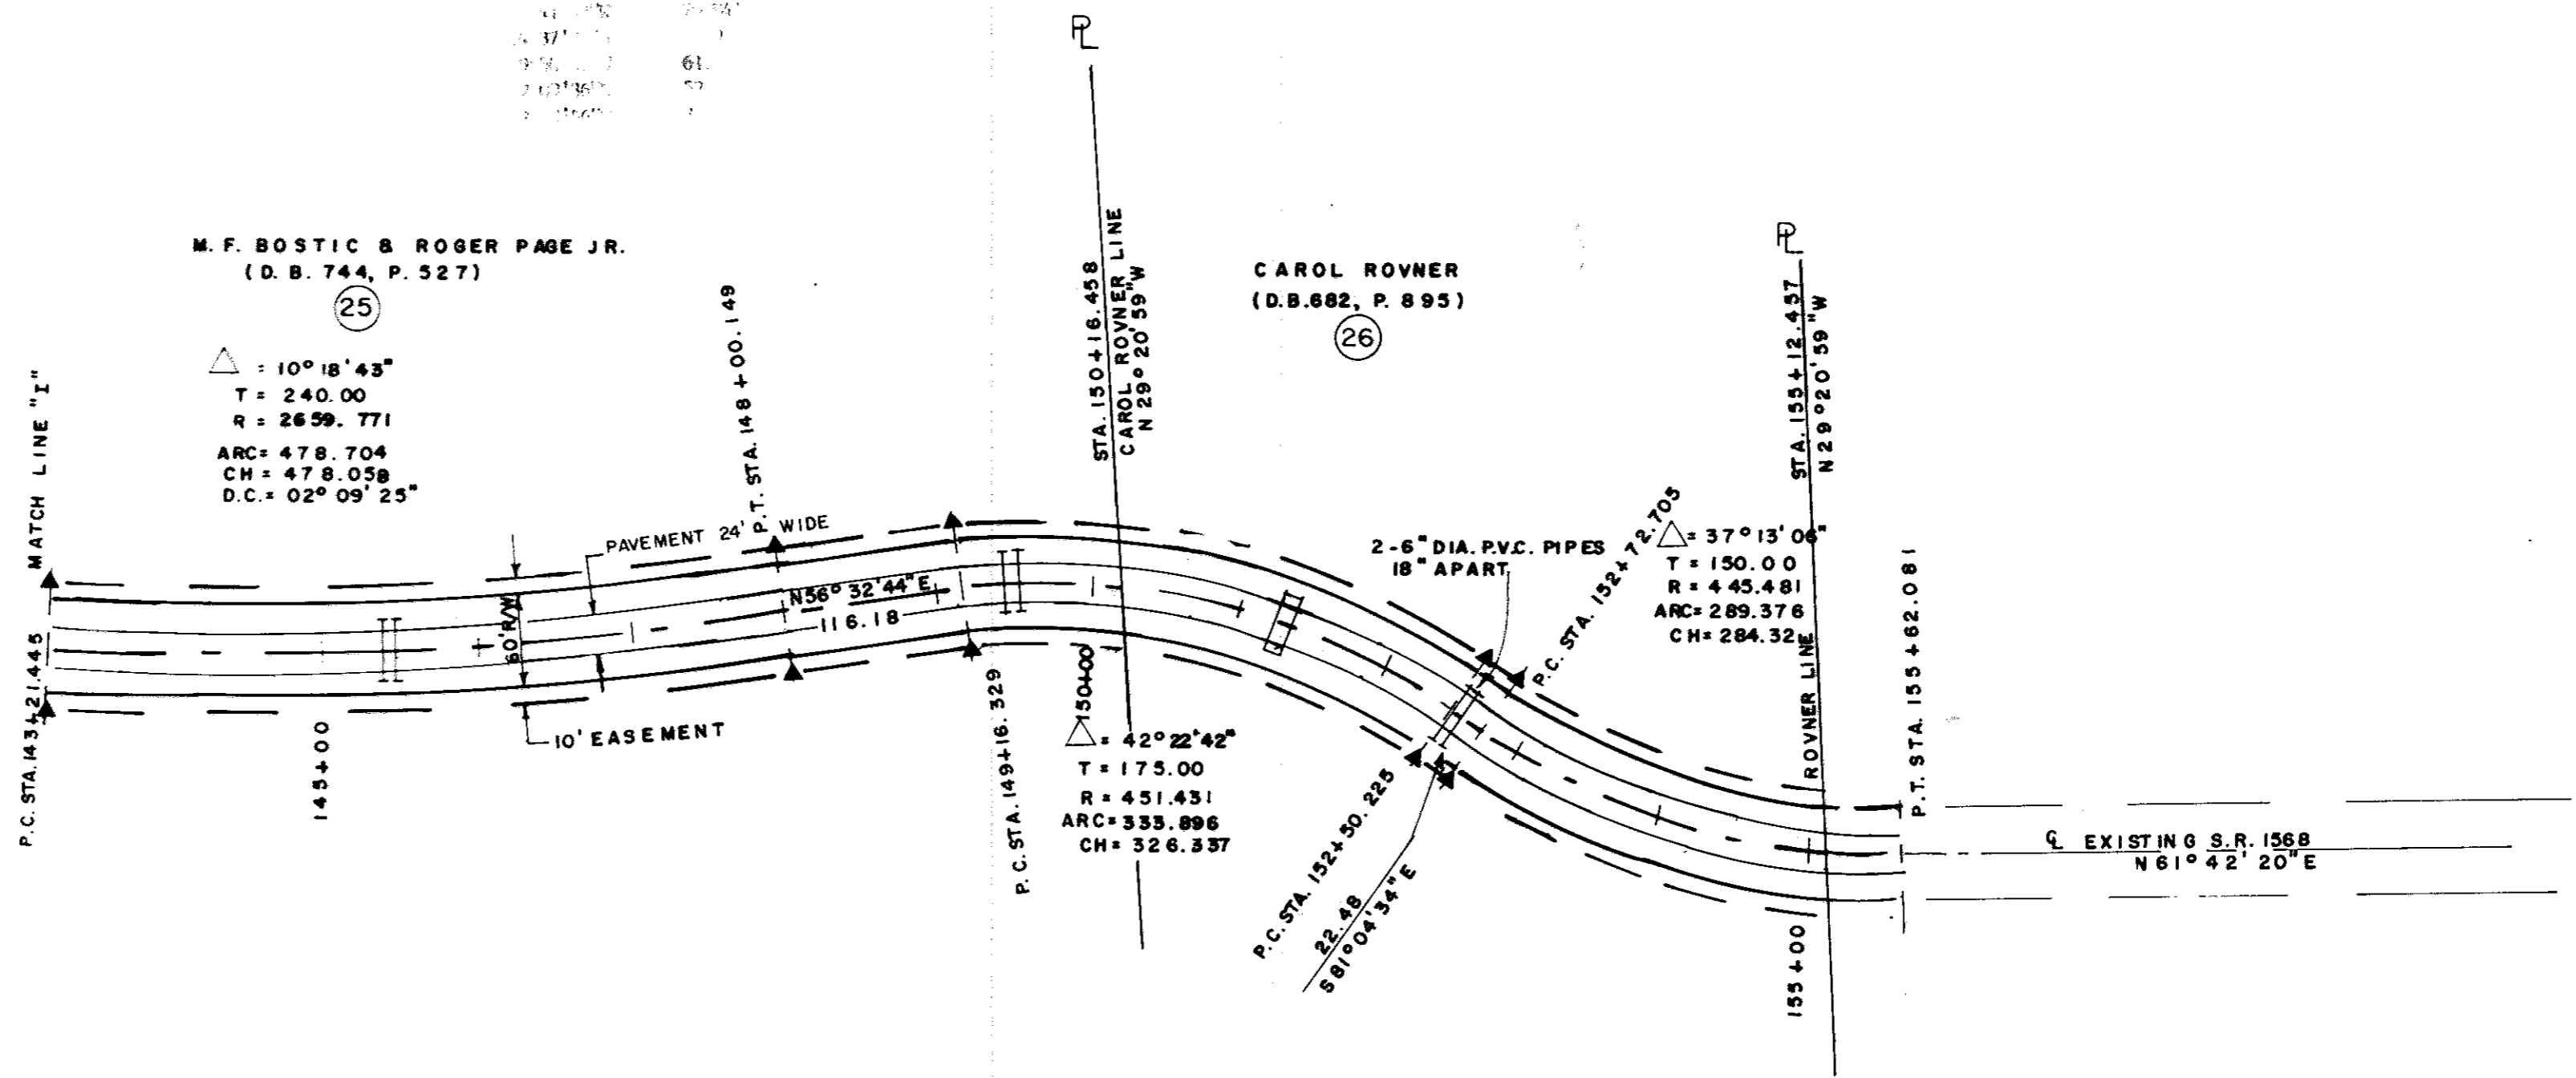 PL
M. F. BOSTIC & ROGER PAGE JR.
(D. B. 744, P. 527)
25
△ = 10° 18' 43"
T = 240.00
R = 2659.771
ARC= 478.704
CH = 478.058
D.C.= 02° 09' 25"
MATCH LINE "I"
P.C. STA. 143+21.445
145+00
60' R/W
10' EASEMENT
PAVEMENT 24' WIDE
P.T. STA. 148+00.149
N56° 32' 44" E
116.18
P.C. STA. 149+16.329
150+00
STA. 150+16.458
CAROL ROVNER LINE
N 29° 20' 59" W
△ = 42° 22' 42"
T = 175.00
R = 451.431
ARC= 333.896
CH= 326.337
CAROL ROVNER
(D.B.682, P. 895)
26
2-6" DIA. P.V.C. PIPES
18" APART
P.C. STA. 152+50.225
22.48
S81° 04' 34" E
P.C. STA. 152+72.705
△= 37° 13' 06"
T = 150.00
R = 445.481
ARC= 289.376
CH= 284.32
PL
STA. 155+12.457
N 29° 20' 59" W
ROVNER LINE
155+00
P.T. STA. 155+62.081
CL EXISTING S.R. 1568
N 61° 42' 20" E